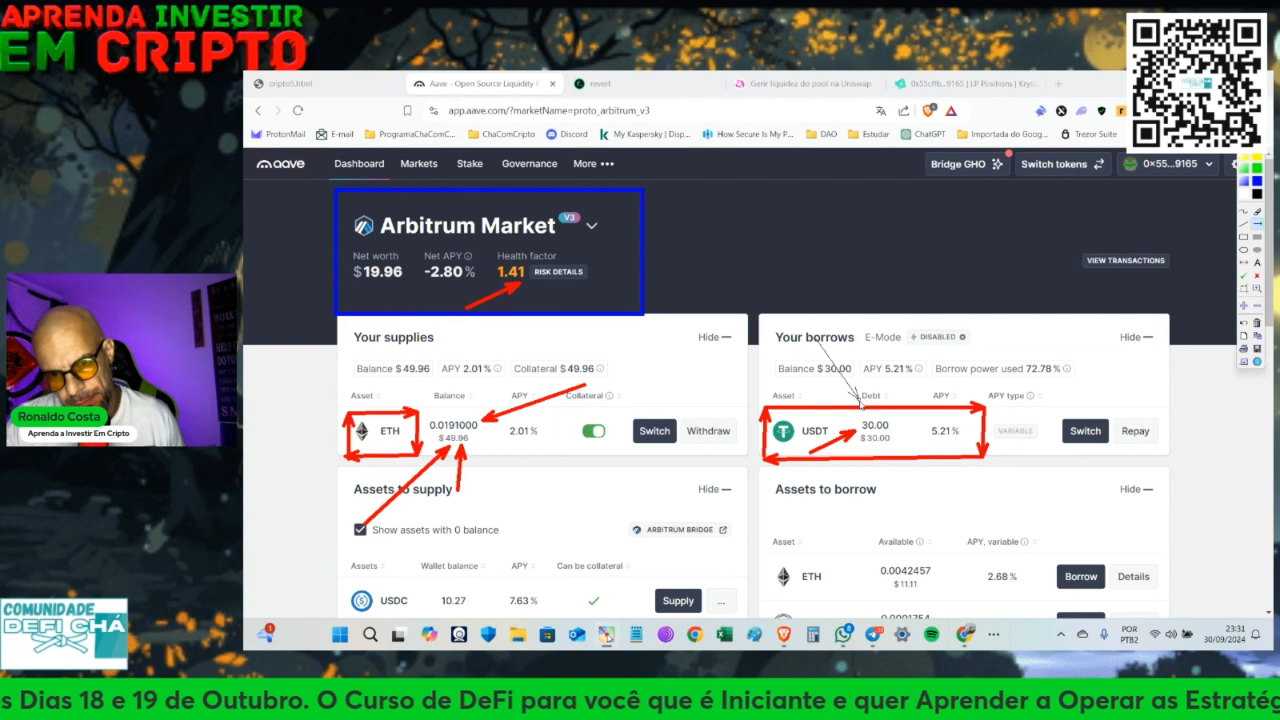 APRENDA INVESTIR
EM CRIPTO
cripto5.html
Aave - Open Source Liquidity P
revert
Gerir liquidez do pool na Uniswap
0x55cffb...9165 | LP Positions | Krys
app.aave.com/?marketName=proto_arbitrum_v3
ProtonMail
E-mail
ProgramaChaComC...
ChaComCripto
Discord
My Kaspersky | Disp...
How Secure Is My P...
DAO
Estudar
ChatGPT
Importada do Goog...
Trezor Suite
aave
Dashboard
Markets
Stake
Governance
More
Bridge GHO
Switch tokens
0x55...9165
Arbitrum Market V3
Net worth
Net APY
Health factor
$19.96
-2.80 %
1.41
RISK DETAILS
VIEW TRANSACTIONS
Your supplies
Hide
Balance $49.96
APY 2.01 %
Collateral $49.96
Asset
Balance
APY
Collateral
ETH
0.0191000
$49.96
2.01 %
Switch
Withdraw
Your borrows
E-Mode
DISABLED
Hide
Balance $30.00
APY 5.21 %
Borrow power used 72.78 %
Asset
Debt
APY
APY type
USDT
30.00
$30.00
5.21 %
VARIABLE
Switch
Repay
Assets to supply
Hide
Show assets with 0 balance
ARBITRUM BRIDGE
Assets
Wallet balance
APY
Can be collateral
USDC
10.27
7.63 %
Supply
...
Assets to borrow
Hide
Asset
Available
APY, variable
ETH
0.0042457
$11.11
2.68 %
Borrow
Details
Ronaldo Costa
Aprenda a Investir Em Cripto
COMUNIDADE
DEFI CHÁ
POR
PTB2
23:31
30/09/2024
s Dias 18 e 19 de Outubro. O Curso de DeFi para você que é Iniciante e quer Aprender a Operar as Estraté